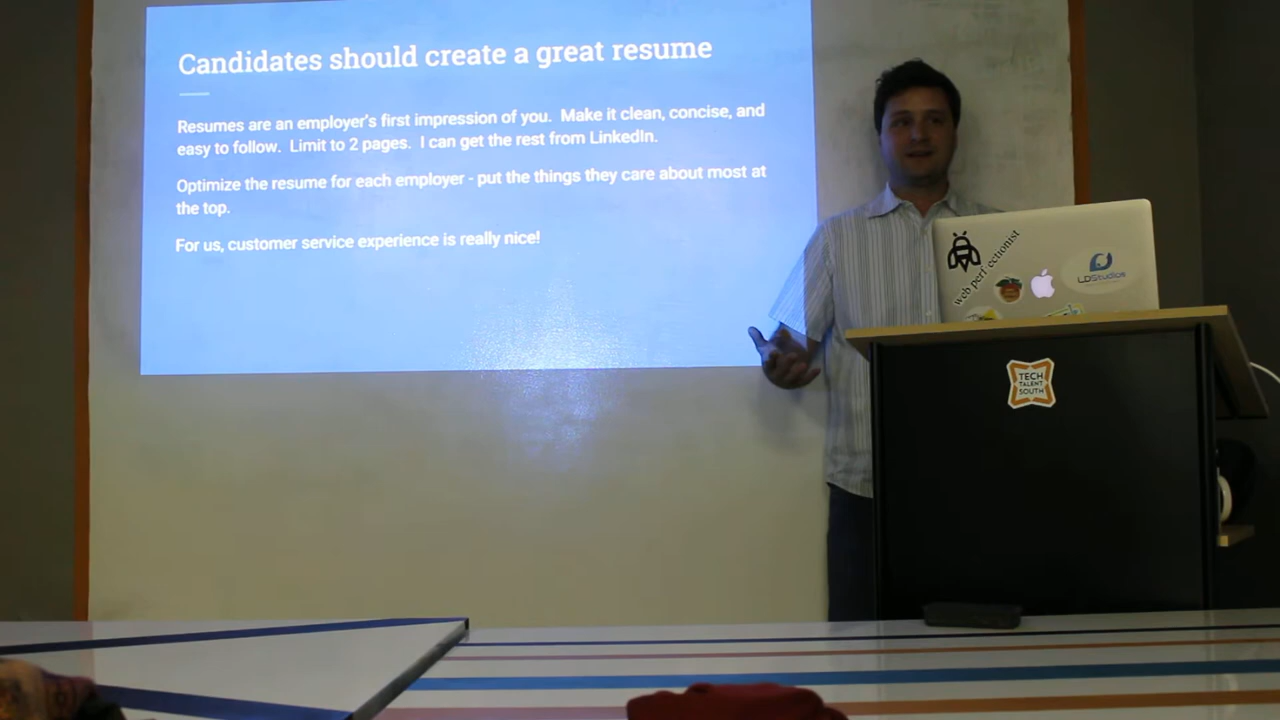 Candidates should create a great resume
Resumes are an employer's first impression of you. Make it clean, concise, and
easy to follow. Limit to 2 pages. I can get the rest from LinkedIn.
Optimize the resume for each employer - put the things they care about most at
the top.
For us, customer service experience is really nice!
web perfectionist
LDStudios
TECH
TALENT
SOUTH